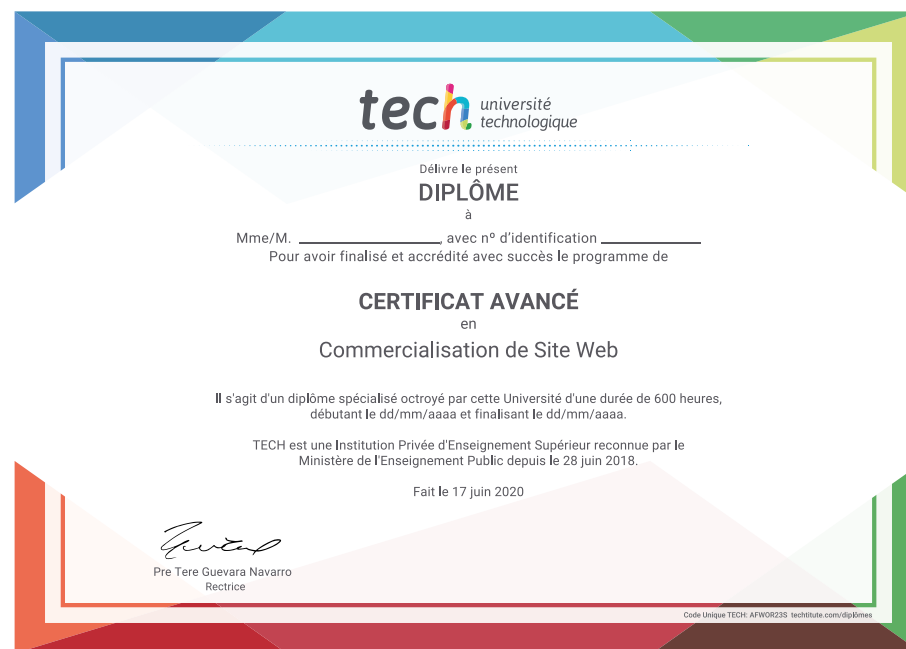 tech université
technologique
Délivre le présent
DIPLÔME
à
Mme/M. ____________________, avec nº d'identification ______________
Pour avoir finalisé et accrédité avec succès le programme de
CERTIFICAT AVANCÉ
en
Commercialisation de Site Web
Il s'agit d'un diplôme spécialisé octroyé par cette Université d'une durée de 600 heures,
débutant le dd/mm/aaaa et finalisant le dd/mm/aaaa.
TECH est une Institution Privée d'Enseignement Supérieur reconnue par le
Ministère de l'Enseignement Public depuis le 28 juin 2018.
Fait le 17 juin 2020
Pre Tere Guevara Navarro
Rectrice
Code Unique TECH: AFWOR23S techtitute.com/diplômes